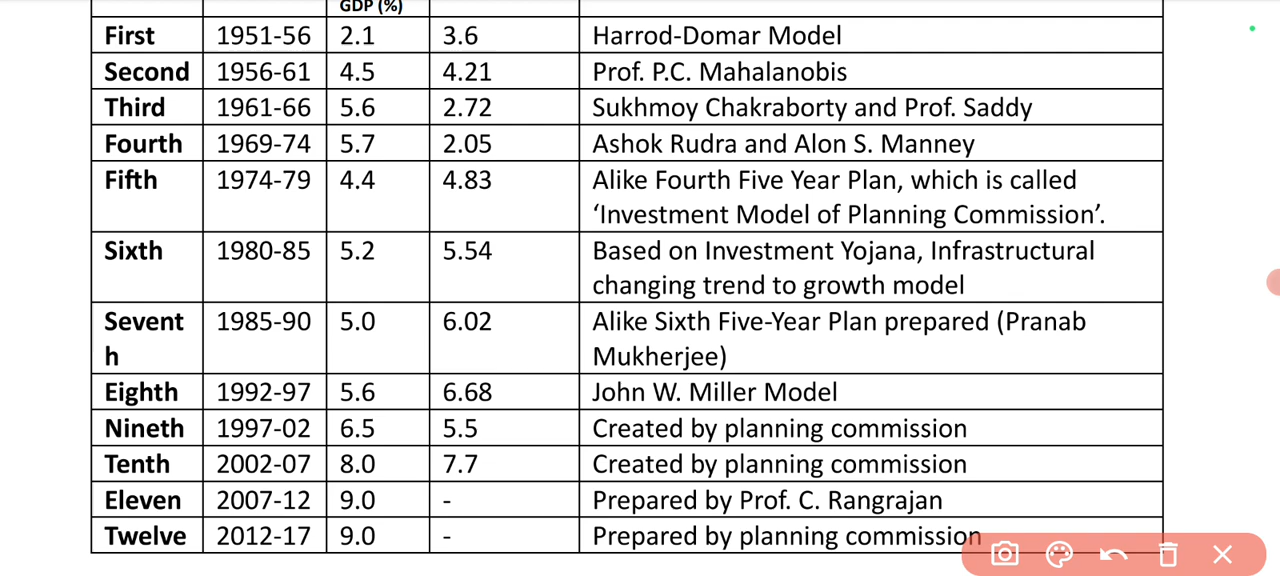 GDP (%)
First 1951-56 2.1 3.6 Harrod-Domar Model
Second 1956-61 4.5 4.21 Prof. P.C. Mahalanobis
Third 1961-66 5.6 2.72 Sukhmoy Chakraborty and Prof. Saddy
Fourth 1969-74 5.7 2.05 Ashok Rudra and Alon S. Manney
Fifth 1974-79 4.4 4.83 Alike Fourth Five Year Plan, which is called
‘Investment Model of Planning Commission’.
Sixth 1980-85 5.2 5.54 Based on Investment Yojana, Infrastructural
changing trend to growth model
Sevent 1985-90 5.0 6.02 Alike Sixth Five-Year Plan prepared (Pranab
h Mukherjee)
Eighth 1992-97 5.6 6.68 John W. Miller Model
Nineth 1997-02 6.5 5.5 Created by planning commission
Tenth 2002-07 8.0 7.7 Created by planning commission
Eleven 2007-12 9.0 - Prepared by Prof. C. Rangrajan
Twelve 2012-17 9.0 - Prepared by planning commission